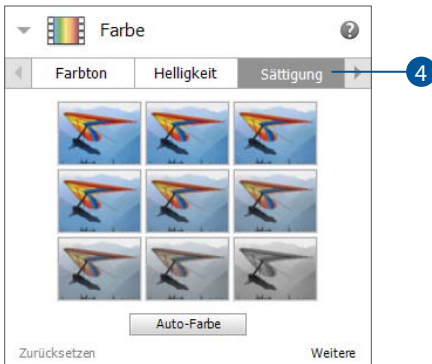 Farbe
Farbton Helligkeit Sättigung 4
Auto-Farbe
Zurücksetzen Weitere